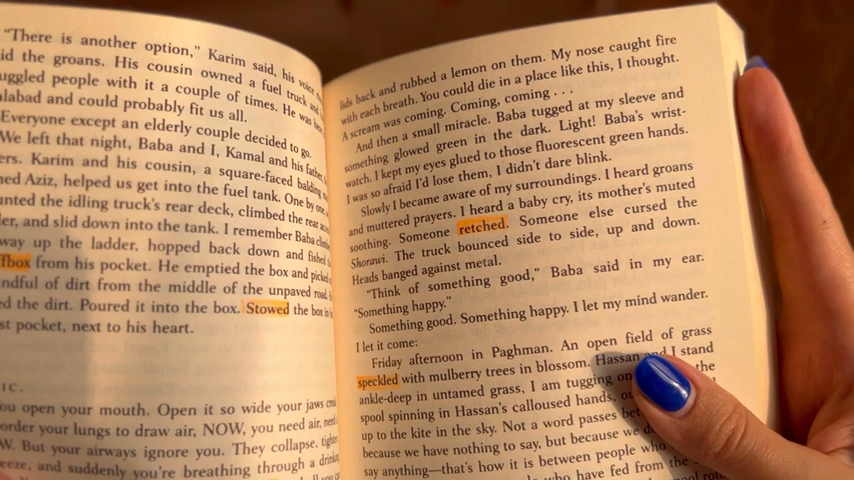 "There is another option," Karim said, his voice
the groans. His cousin owned a fuel truck and
people with it a couple of times. He was
and could probably fit us all.
Everyone except an elderly couple decided to go.
We left that night, Baba and I, Kamal and his father,
Karim and his cousin, a square-faced balding
Aziz, helped us get into the fuel tank. One by one,
the idling truck's rear deck, climbed the rear
and slid down into the tank. I remember Baba
way up the ladder, hopped back down and fished
from his pocket. He emptied the box and picked
of dirt from the middle of the unpaved road.
the dirt. Poured it into the box. Stowed the box in
pocket, next to his heart.
you open your mouth. Open it so wide your jaws
order your lungs to draw air, NOW, you need air, need
But your airways ignore you. They collapse,
and suddenly you're breathing through a
lids back and rubbed a lemon on them. My nose caught fire
with each breath. You could die in a place like this, I thought.
A scream was coming. Coming, coming . . .
And then a small miracle. Baba tugged at my sleeve and
something glowed green in the dark. Light! Baba's wrist-
watch. I kept my eyes glued to those fluorescent green hands.
I was so afraid I'd lose them, I didn't dare blink.
Slowly I became aware of my surroundings. I heard groans
and muttered prayers. I heard a baby cry, its mother's muted
soothing. Someone retched. Someone else cursed the
Shorawi. The truck bounced side to side, up and down.
Heads banged against metal.
"Think of something good," Baba said in my ear.
"Something happy."
Something good. Something happy. I let my mind wander.
I let it come:
Friday afternoon in Paghman. An open field of grass
speckled with mulberry trees in blossom. Hassan and I stand
ankle-deep in untamed grass, I am tugging on the
spool spinning in Hassan's calloused hands,
up to the kite in the sky. Not a word passes
because we have nothing to say, but because we
say anything—that's how it is between people who
who have fed from the